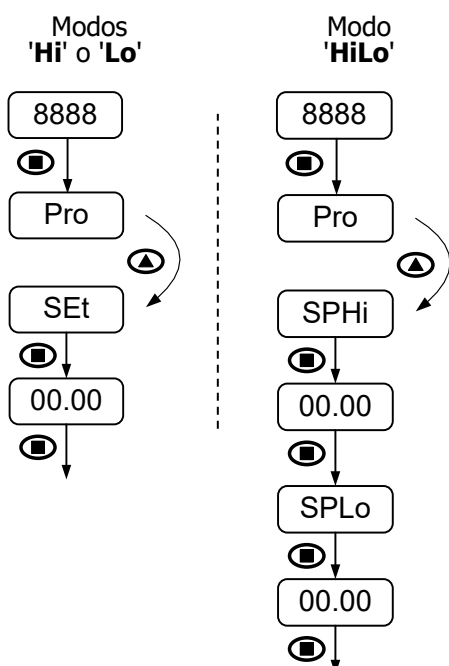 Modos
'Hi' o 'Lo'
8888
Pro
SEt
00.00
Modo
'HiLo'
8888
Pro
SPHi
00.00
SPLo
00.00